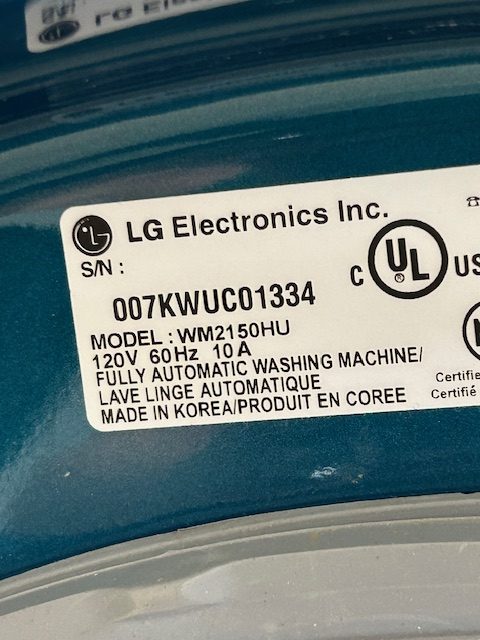 LG Electronics Inc.
S/N :
007KWUC01334
C UL US
MODEL : WM2150HU
120V 60Hz 10A
FULLY AUTOMATIC WASHING MACHINE/
LAVE LINGE AUTOMATIQUE
MADE IN KOREA/PRODUIT EN COREE
Certifie
Certifié